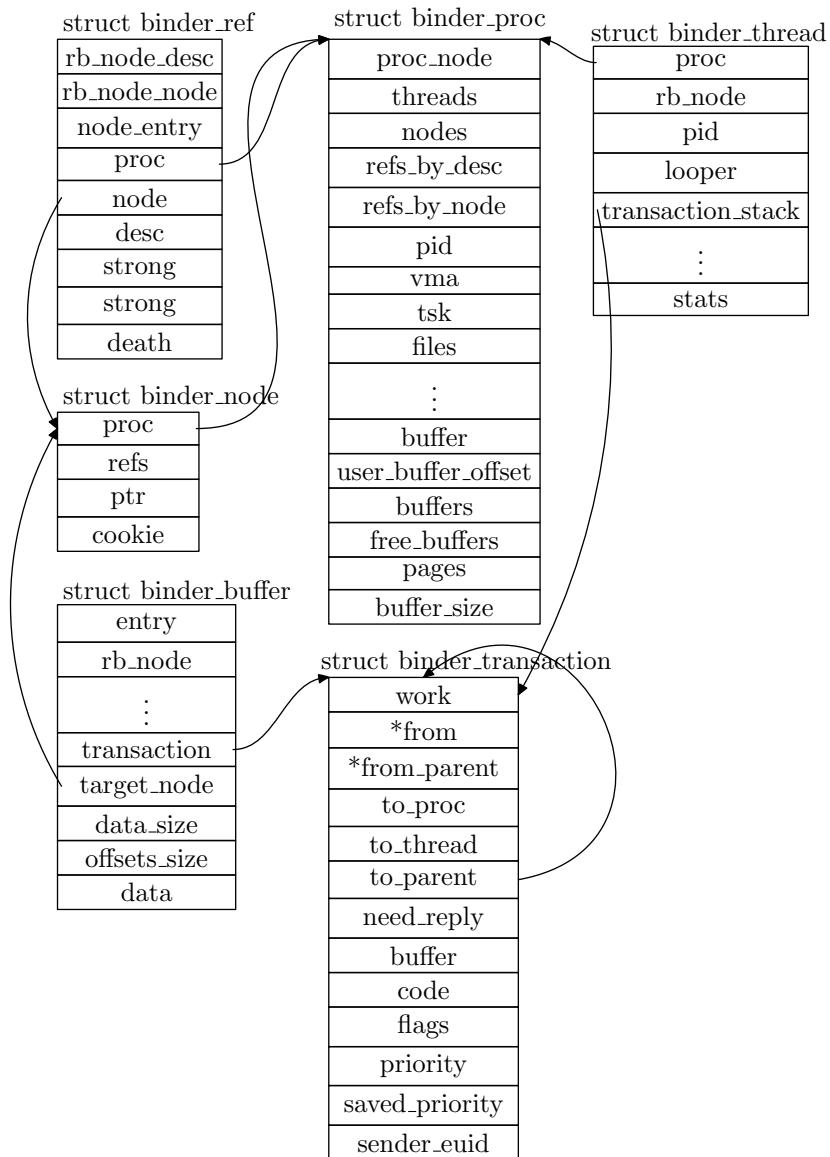 struct binder_ref
rb_node_desc
rb_node_node
node_entry
proc
node
desc
strong
strong
death
struct binder_node
proc
refs
ptr
cookie
struct binder_buffer
entry
rb_node
⋮
transaction
target_node
data_size
offsets_size
data
struct binder_proc
proc_node
threads
nodes
refs_by_desc
refs_by_node
pid
vma
tsk
files
⋮
buffer
user_buffer_offset
buffers
free_buffers
pages
buffer_size
struct binder_transaction
work
*from
*from_parent
to_proc
to_thread
to_parent
need_reply
buffer
code
flags
priority
saved_priority
sender_euid
struct binder_thread
proc
rb_node
pid
looper
transaction_stack
⋮
stats